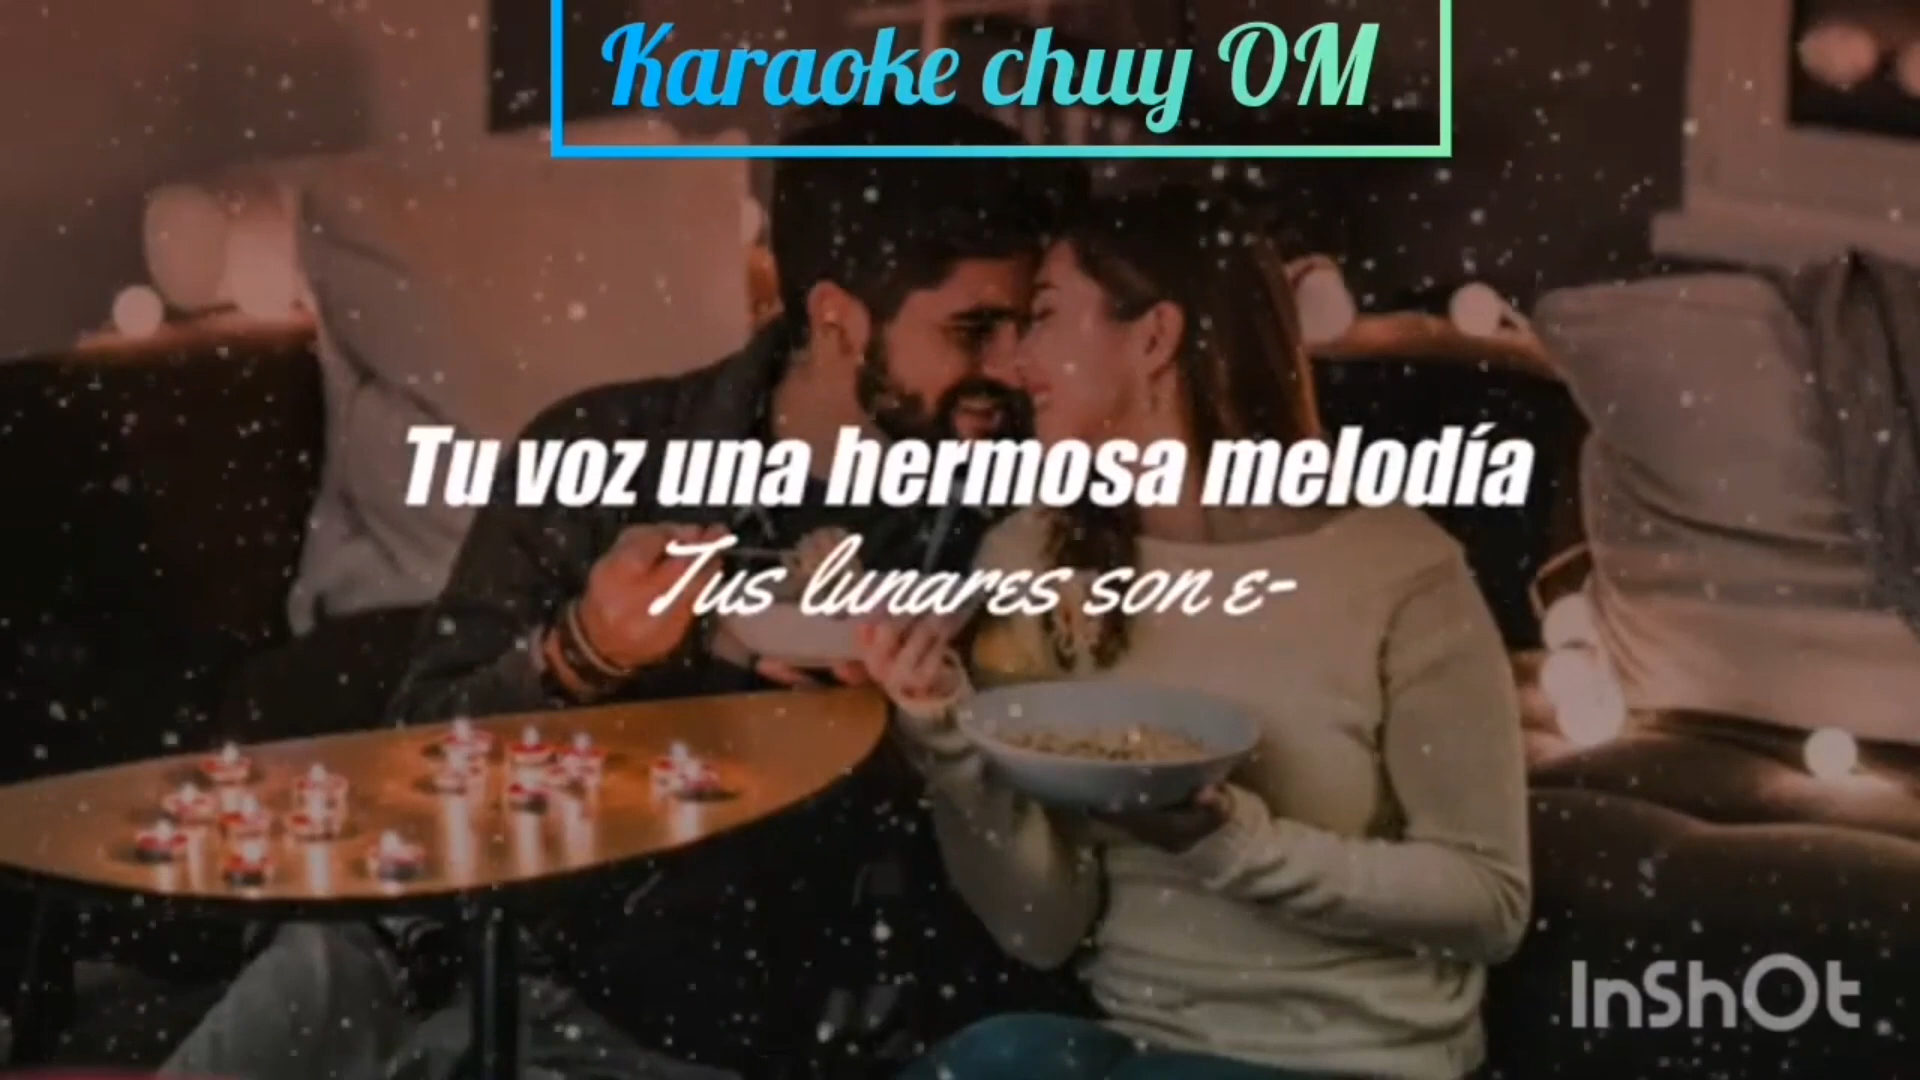 Karaoke chuy OM
Tu voz una hermosa melodía
Tus lunares son e-
InShOt